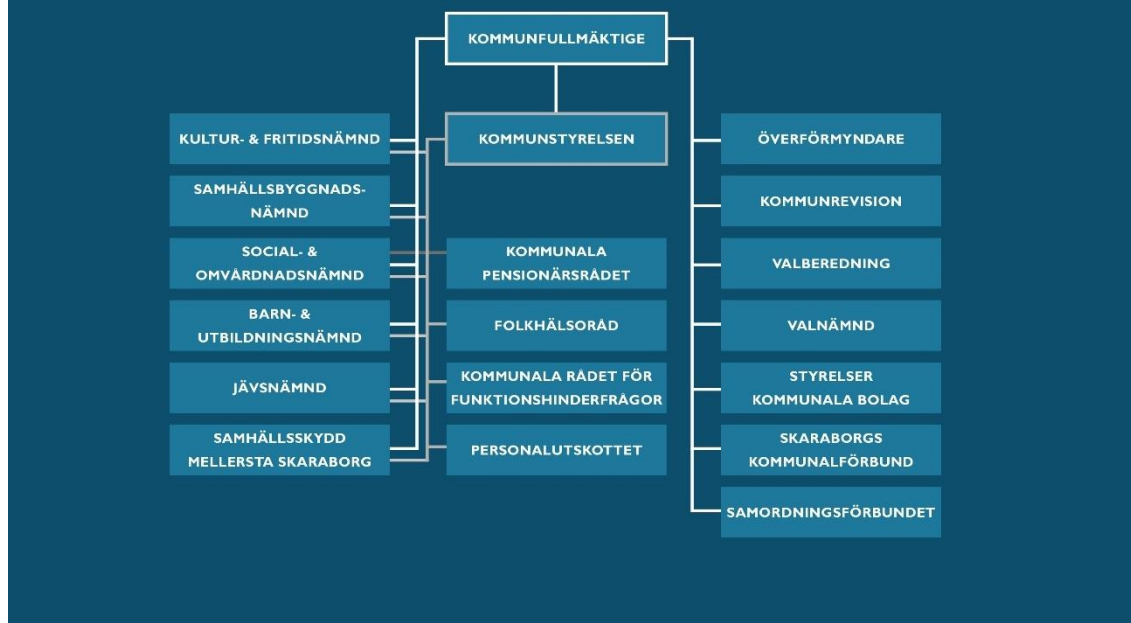 KOMMUNFULLMÄKTIGE
KULTUR- & FRITIDSNÄMND
KOMMUNSTYRELSEN
ÖVERFÖRMYNDARE
SAMHÄLLSBYGGNADS-
NÄMND
KOMMUNREVISION
SOCIAL- &
OMVÅRDNADSNÄMND
KOMMUNALA
PENSIONÄRSRÅDET
VALBEREDNING
BARN- &
UTBILDNINGSNÄMND
FOLKHÄLSORÅD
VALNÄMND
JÄVSNÄMND
KOMMUNALA RÅDET FÖR
FUNKTIONSHINDERFRÅGOR
STYRELSER
KOMMUNALA BOLAG
SAMHÄLLSSKYDD
MELLERSTA SKARABORG
PERSONALUTSKOTTET
SKARABORGS
KOMMUNALFÖRBUND
SAMORDNINGSFÖRBUNDET